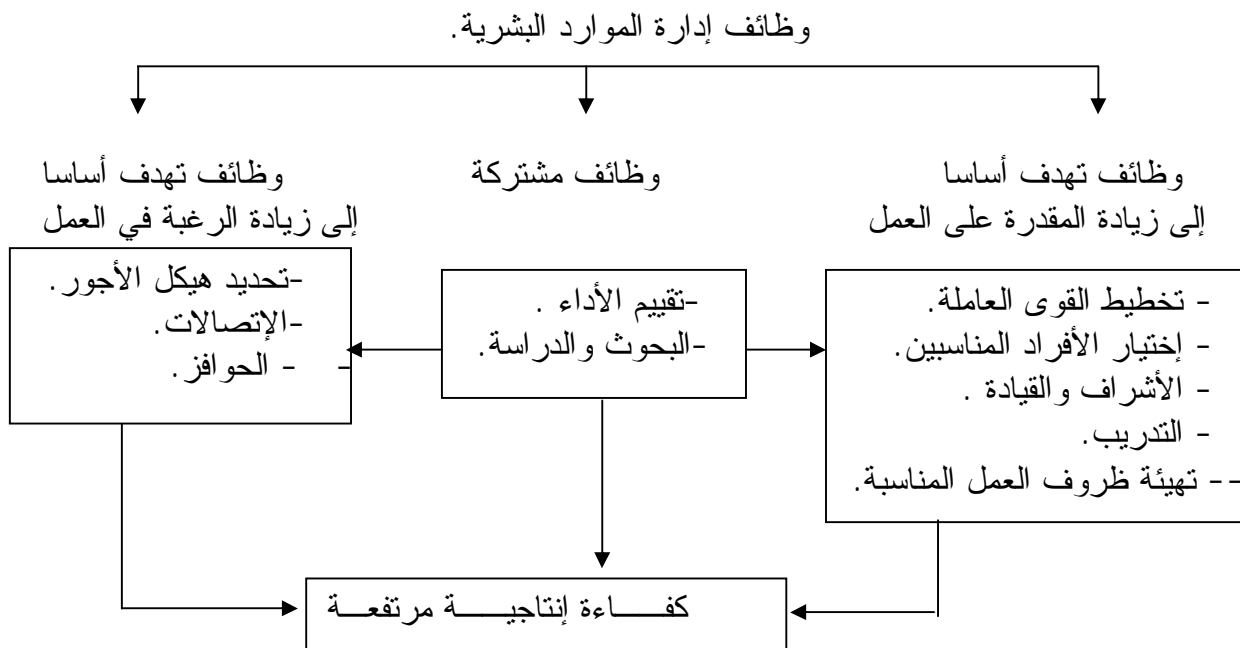 وظائف إدارة الموارد البشرية.
وظائف تهدف أساسا
إلى زيادة المقدرة على العمل
وظائف مشتركة
وظائف تهدف أساسا
إلى زيادة الرغبة في العمل
- تخطيط القوى العاملة.
- إختيار الأفراد المناسبين.
- الأشراف والقيادة .
- التدريب.
-- تهيئة ظروف العمل المناسبة.
-تقييم الأداء .
-البحوث والدراسة.
-تحديد هيكل الأجور.
-الإتصالات.
- - الحوافز.
كفـــاءة إنتاجيـــــة مرتفعـــة